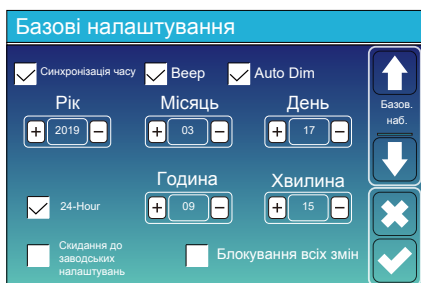 Базові налаштування
Синхронізація часу Beep Auto Dim
Рік Місяць День
+ 2019 − + 03 − + 17 −
Базов.
наб.
Година Хвилина
24-Hour + 09 − + 15 −
Скидання до
заводських
налаштувань
Блокування всіх змін